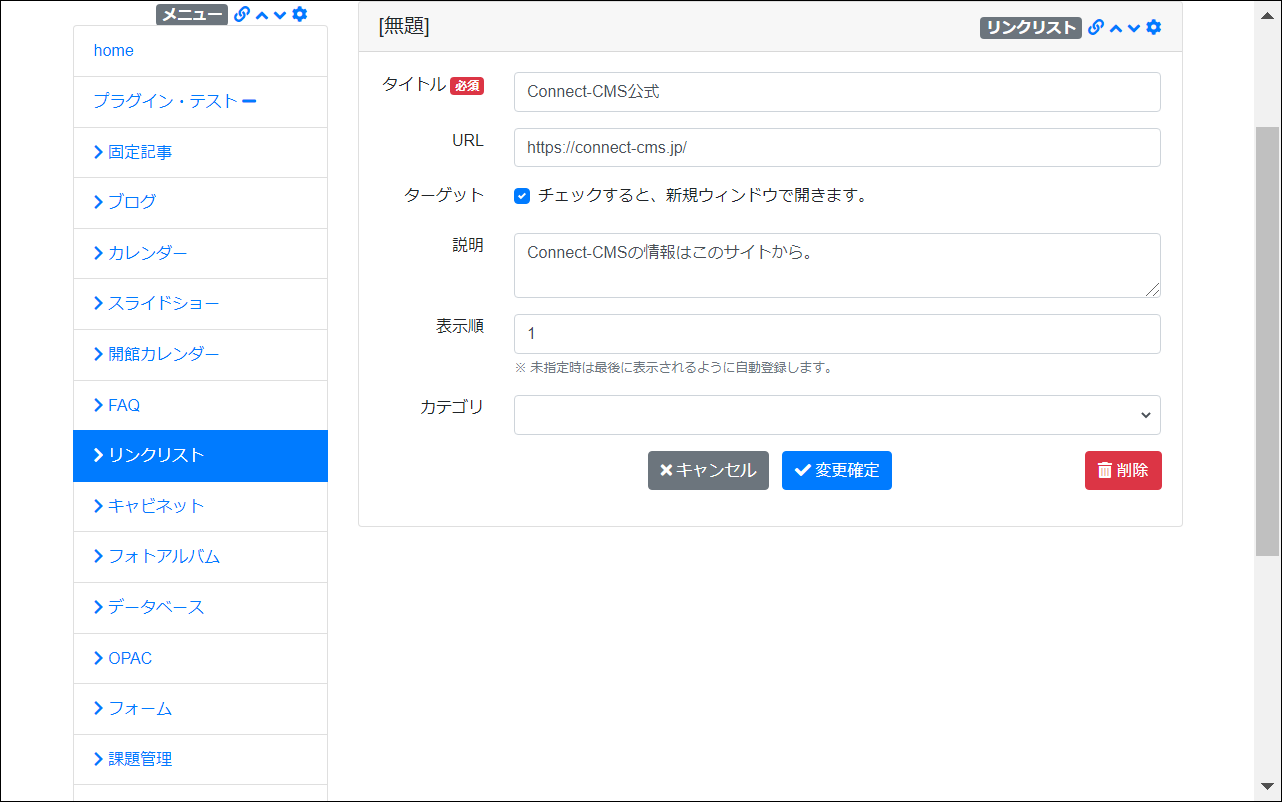 メニュー
home
プラグイン・テスト
固定記事
ブログ
カレンダー
スライドショー
開館カレンダー
FAQ
リンクリスト
キャビネット
フォトアルバム
データベース
OPAC
フォーム
課題管理
[無題]
リンクリスト
タイトル 必須
Connect-CMS公式
URL
https://connect-cms.jp/
ターゲット
チェックすると、新規ウィンドウで開きます。
説明
Connect-CMSの情報はこのサイトから。
表示順
1
※ 未指定時は最後に表示されるように自動登録します。
カテゴリ
キャンセル
変更確定
削除